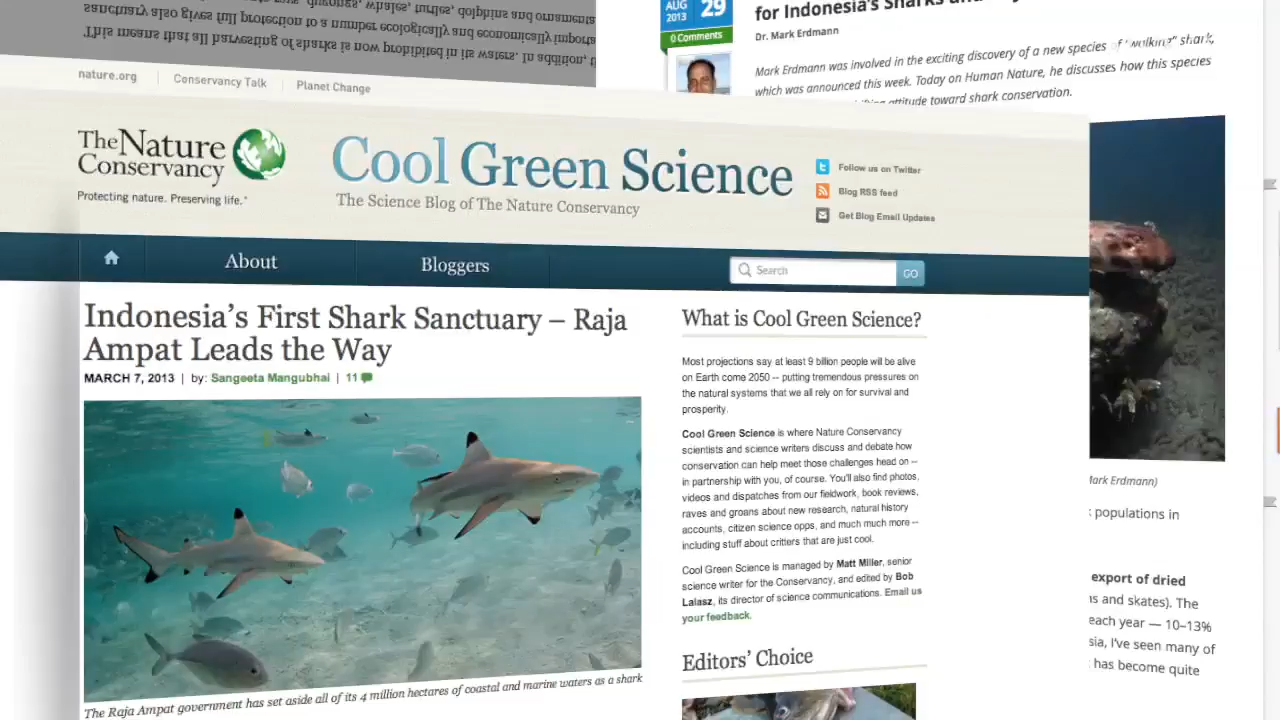 This means that all harvesting of sharks is now prohibited in its waters. In addition,
sanctuary also gives full protection to a number ecologically and economically importa
whales, turtles, dolphins and ornamenta
AUG
2013
29
0 Comments
for Indonesia's Sharks
Dr. Mark Erdmann
Mark Erdmann was involved in the exciting discovery of a new species of "walking" shark,
which was announced this week. Today on Human Nature, he discusses how this species
attitude toward shark conservation.
nature.org
Conservancy Talk
Planet Change
The Nature
Conservancy
Protecting nature. Preserving life.®
Cool Green Science
The Science Blog of The Nature Conservancy
Follow us on Twitter
Blog RSS feed
Get Blog Email Updates
About
Bloggers
Search
GO
Indonesia's First Shark Sanctuary – Raja
Ampat Leads the Way
MARCH 7, 2013 | by: Sangeeta Mangubhai | 11
The Raja Ampat government has set aside all of its 4 million hectares of coastal and marine waters as a shark
What is Cool Green Science?
Most projections say at least 9 billion people will be alive
on Earth come 2050 -- putting tremendous pressures on
the natural systems that we all rely on for survival and
prosperity.
Cool Green Science is where Nature Conservancy
scientists and science writers discuss and debate how
conservation can help meet those challenges head on --
in partnership with you, of course. You'll also find photos,
videos and dispatches from our fieldwork, book reviews,
raves and groans about new research, natural history
accounts, citizen science opps, and much much more --
including stuff about critters that are just cool.
Cool Green Science is managed by Matt Miller, senior
science writer for the Conservancy, and edited by Bob
Lalasz, its director of science communications. Email us
your feedback.
Editors' Choice
Mark Erdmann)
populations in
export of dried
s and skates). The
each year — 10–13%
sia, I've seen many of
has become quite